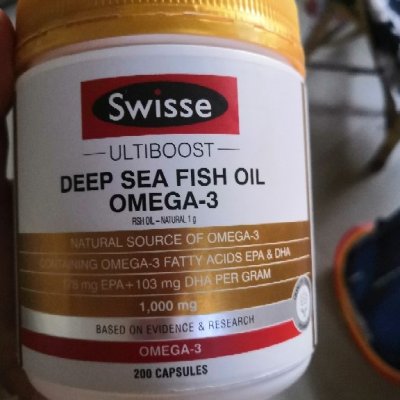 Swisse
ULTIBOOST
DEEP SEA FISH OIL
OMEGA-3
FISH OIL – NATURAL 1g
NATURAL SOURCE OF OMEGA-3
CONTAINING OMEGA-3 FATTY ACIDS EPA & DHA
mg EPA + 103 mg DHA PER GRAM
1,000 mg
BASED ON EVIDENCE & RESEARCH
OMEGA-3
200 CAPSULES